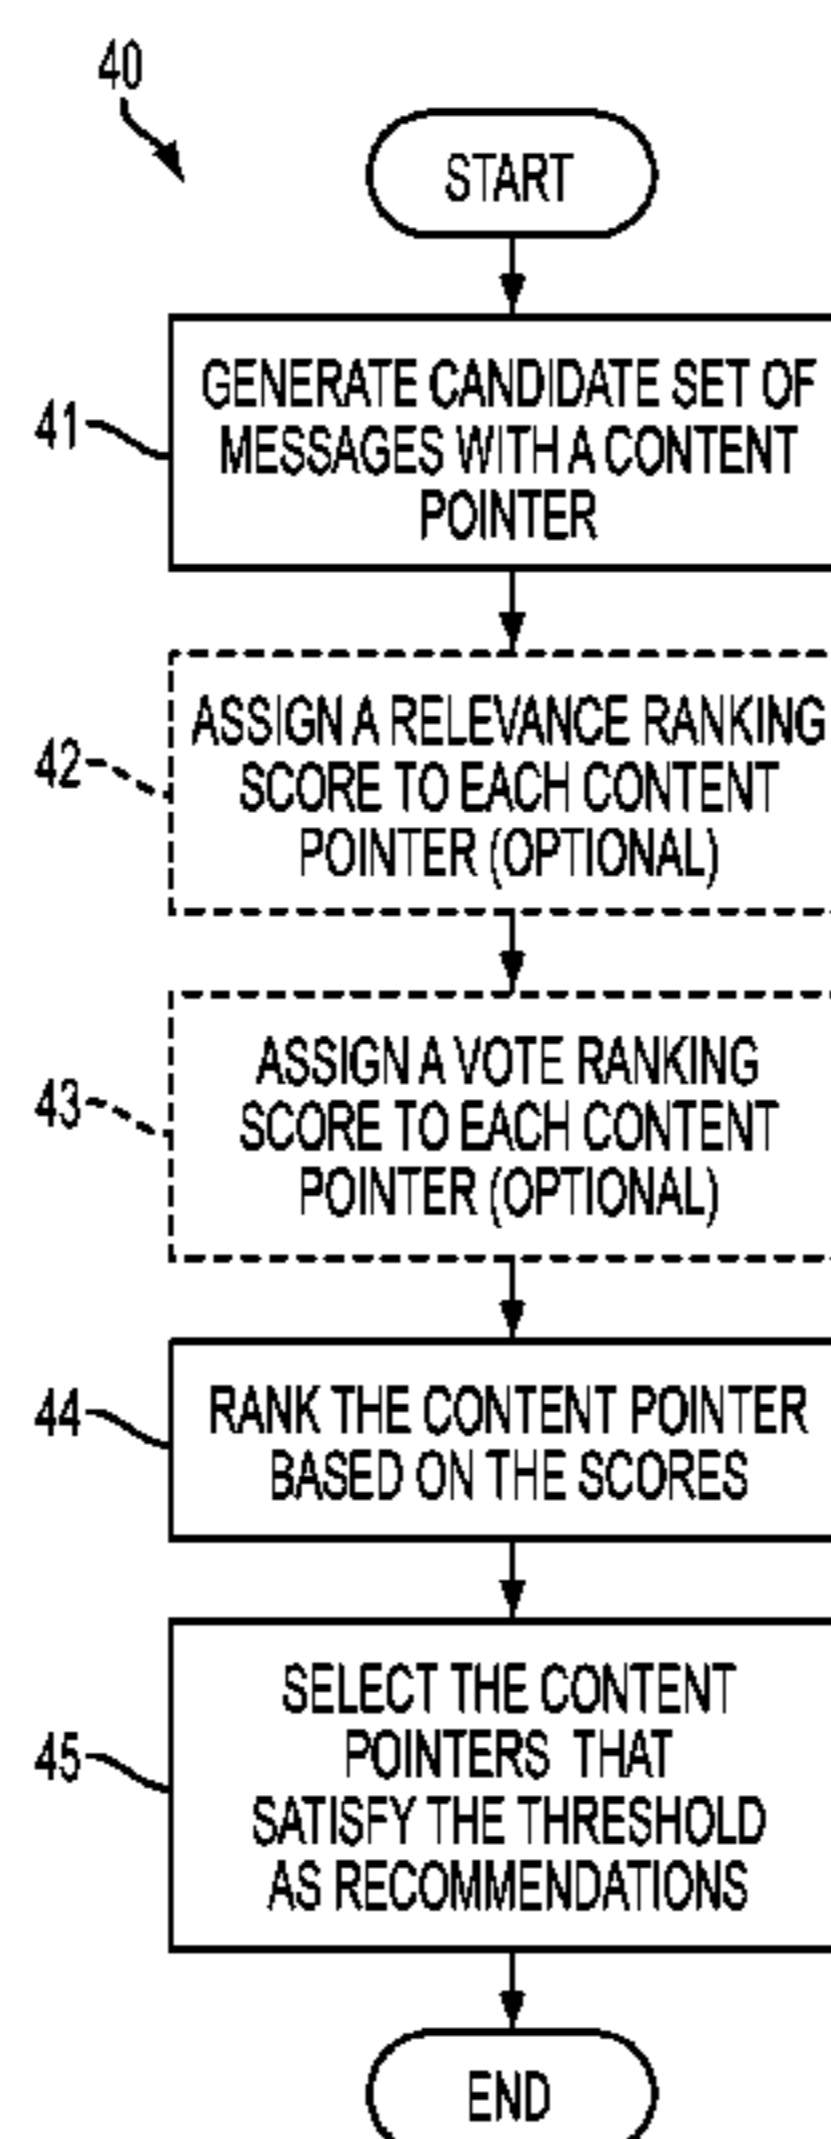 40
START
41
GENERATE CANDIDATE SET OF
MESSAGES WITH A CONTENT
POINTER
42
ASSIGN A RELEVANCE RANKING
SCORE TO EACH CONTENT
POINTER (OPTIONAL)
43
ASSIGN A VOTE RANKING
SCORE TO EACH CONTENT
POINTER (OPTIONAL)
44
RANK THE CONTENT POINTER
BASED ON THE SCORES
45
SELECT THE CONTENT
POINTERS THAT
SATISFY THE THRESHOLD
AS RECOMMENDATIONS
END